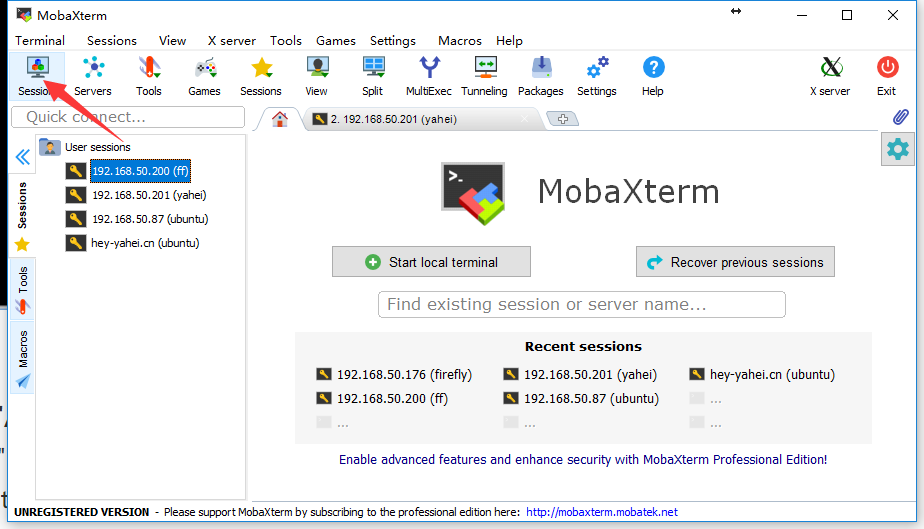 MobaXterm
Terminal Sessions View X server Tools Games Settings Macros Help
Session Servers Tools Games Sessions View Split MultiExec Tunneling Packages Settings Help X server Exit
Quick connect...
2. 192.168.50.201 (yahei)
User sessions
192.168.50.200 (ff)
192.168.50.201 (yahei)
192.168.50.87 (ubuntu)
hey-yahei.cn (ubuntu)
Sessions
Tools
Macros
>_
MobaXterm
Start local terminal
Recover previous sessions
Find existing session or server name...
Recent sessions
192.168.50.176 (firefly) 192.168.50.201 (yahei) hey-yahei.cn (ubuntu)
192.168.50.200 (ff) 192.168.50.87 (ubuntu) ...
... ... ...
Enable advanced features and enhance security with MobaXterm Professional Edition!
UNREGISTERED VERSION - Please support MobaXterm by subscribing to the professional edition here: http://mobaxterm.mobatek.net